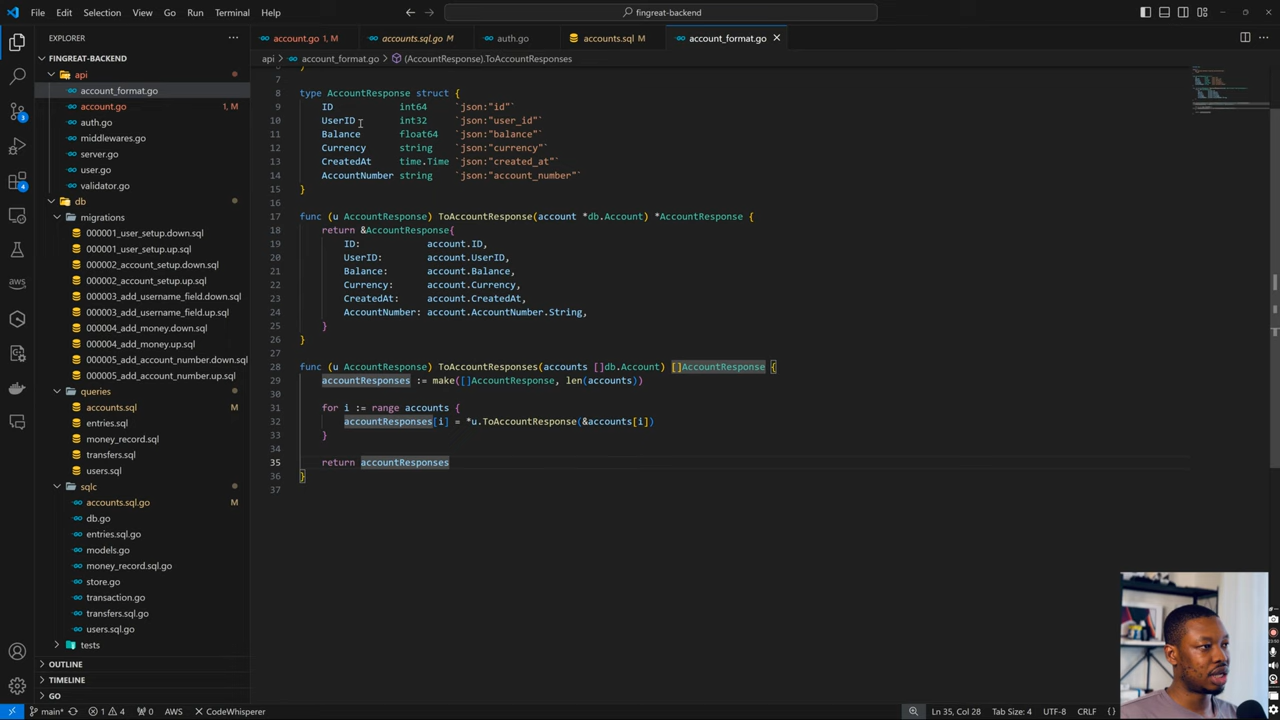 File Edit Selection View Go Run Terminal Help
fingreat-backend
EXPLORER
account.go 1, M
accounts.sql.go M
auth.go
accounts.sql M
account_format.go
api > account_format.go > (AccountResponse).ToAccountResponses
FINGREAT-BACKEND
api
account_format.go
account.go 1, M
auth.go
middlewares.go
server.go
user.go
validator.go
db
migrations
000001_user_setup.down.sql
000001_user_setup.up.sql
000002_account_setup.down.sql
000002_account_setup.up.sql
000003_add_username_field.down.sql
000003_add_username_field.up.sql
000004_add_money.down.sql
000004_add_money.up.sql
000005_add_account_number.down.sql
000005_add_account_number.up.sql
queries
accounts.sql M
entries.sql
money_record.sql
transfers.sql
users.sql
sqlc
accounts.sql.go M
db.go
entries.sql.go
models.go
money_record.sql.go
store.go
transaction.go
transfers.sql.go
users.sql.go
tests
OUTLINE
TIMELINE
GO
3
4
6 )
7
8 type AccountResponse struct {
9 ID int64 `json:"id"`
10 UserID int32 `json:"user_id"`
11 Balance float64 `json:"balance"`
12 Currency string `json:"currency"`
13 CreatedAt time.Time `json:"created_at"`
14 AccountNumber string `json:"account_number"`
15 }
16
17 func (u AccountResponse) ToAccountResponse(account *db.Account) *AccountResponse {
18 return &AccountResponse{
19 ID: account.ID,
20 UserID: account.UserID,
21 Balance: account.Balance,
22 Currency: account.Currency,
23 CreatedAt: account.CreatedAt,
24 AccountNumber: account.AccountNumber.String,
25 }
26 }
27
28 func (u AccountResponse) ToAccountResponses(accounts []db.Account) []AccountResponse {
29 accountResponses := make([]AccountResponse, len(accounts))
30
31 for i := range accounts {
32 accountResponses[i] = *u.ToAccountResponse(&accounts[i])
33 }
34
35 return accountResponses
36 }
37
aws
main* 1 4 0 AWS CodeWhisperer
Ln 35, Col 28 Tab Size: 4 UTF-8 CRLF {}